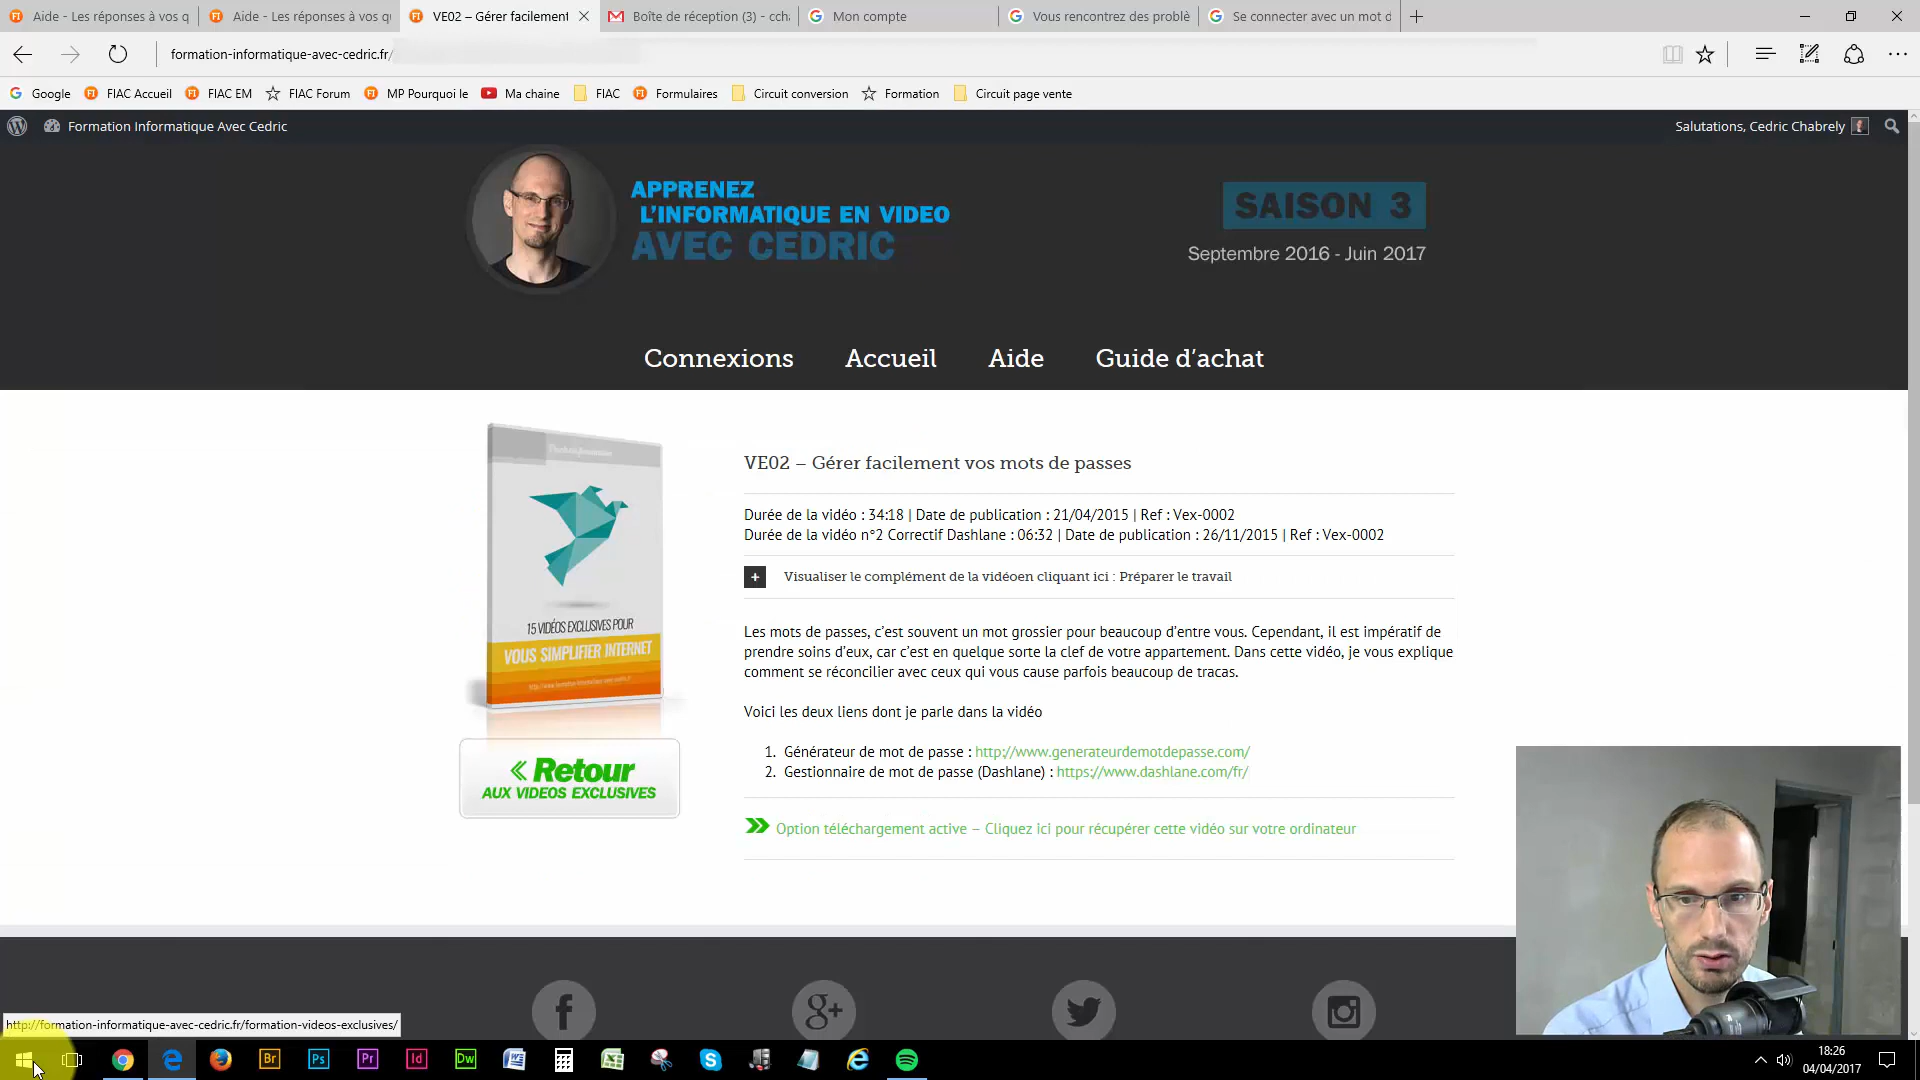 Aide - Les réponses à vos q
Aide - Les réponses à vos qu
VE02 – Gérer facilement
Boîte de réception (3) - ccha
Mon compte
Vous rencontrez des problè
Se connecter avec un mot d
formation-informatique-avec-cedric.fr/
Google
FIAC Accueil
FIAC EM
FIAC Forum
MP Pourquoi le
Ma chaine
FIAC
Formulaires
Circuit conversion
Formation
Circuit page vente
Formation Informatique Avec Cedric
Salutations, Cedric Chabrely
APPRENEZ
L'INFORMATIQUE EN VIDEO
AVEC CEDRIC
SAISON 3
Septembre 2016 - Juin 2017
Connexions
Accueil
Aide
Guide d'achat
15 VIDÉOS EXCLUSIVES POUR
VOUS SIMPLIFIER INTERNET
Retour
AUX VIDEOS EXCLUSIVES
VE02 – Gérer facilement vos mots de passes
Durée de la vidéo : 34:18 | Date de publication : 21/04/2015 | Ref : Vex-0002
Durée de la vidéo n°2 Correctif Dashlane : 06:32 | Date de publication : 26/11/2015 | Ref : Vex-0002
+ Visualiser le complément de la vidéoen cliquant ici : Préparer le travail
Les mots de passes, c'est souvent un mot grossier pour beaucoup d'entre vous. Cependant, il est impératif de
prendre soins d'eux, car c'est en quelque sorte la clef de votre appartement. Dans cette vidéo, je vous explique
comment se réconcilier avec ceux qui vous cause parfois beaucoup de tracas.
Voici les deux liens dont je parle dans la vidéo
1. Générateur de mot de passe : http://www.generateurdemotdepasse.com/
2. Gestionnaire de mot de passe (Dashlane) : https://www.dashlane.com/fr/
Option téléchargement active – Cliquez ici pour récupérer cette vidéo sur votre ordinateur
http://formation-informatique-avec-cedric.fr/formation-videos-exclusives/
Br
Ps
Pr
Id
Dw
18:26
04/04/2017